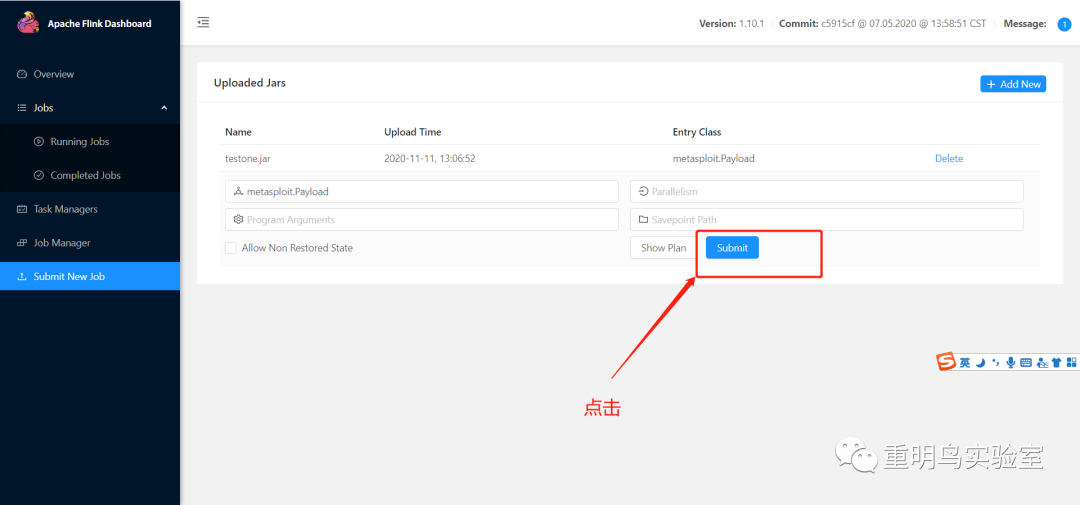 Apache Flink Dashboard
Version: 1.10.1 Commit: c5915cf @ 07.05.2020 @ 13:58:51 CST Message: 1
Overview
Jobs
Running Jobs
Completed Jobs
Task Managers
Job Manager
Submit New Job
Uploaded Jars
+ Add New
Name Upload Time Entry Class
testone.jar 2020-11-11, 13:06:52 metasploit.Payload Delete
metasploit.Payload Parallelism
Program Arguments Savepoint Path
Allow Non Restored State Show Plan Submit
S 英
点击
重明鸟实验室